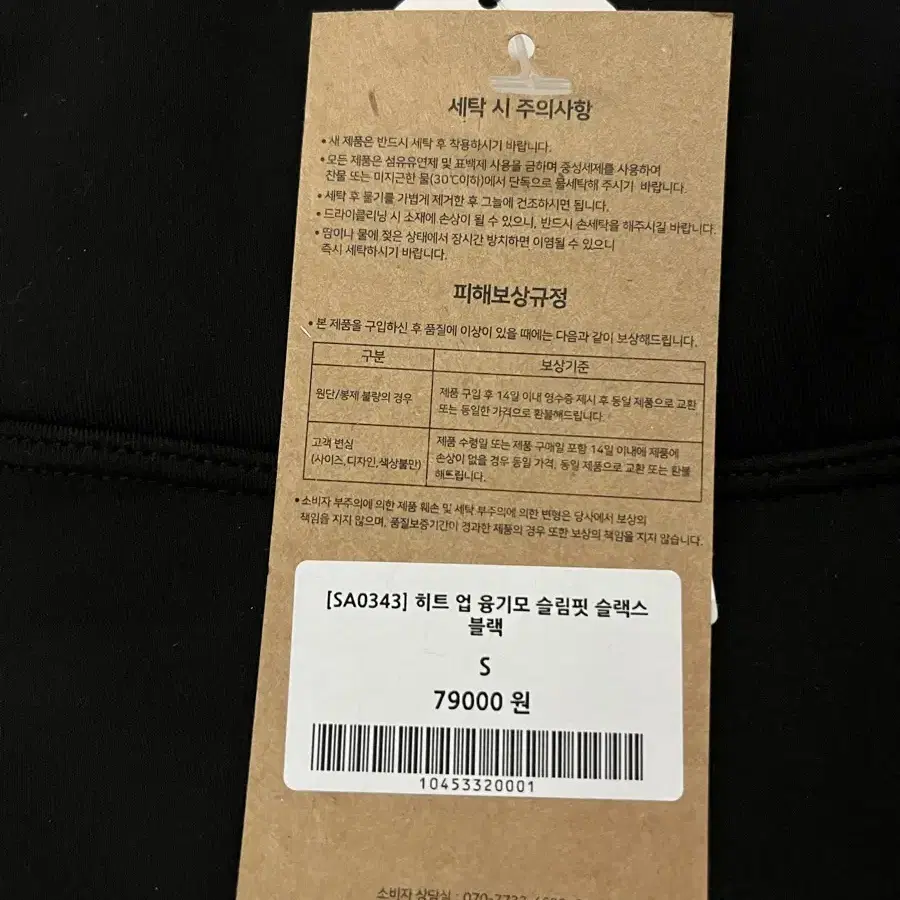 세탁 시 주의사항
• 새 제품은 반드시 세탁 후 착용하시기 바랍니다.
• 모든 제품은 섬유유연제 및 표백제 사용을 금하며 중성세제를 사용하여
찬물 또는 미지근한 물(30℃이하)에서 단독으로 물세탁해 주시기 바랍니다.
• 세탁 후 물기를 가볍게 제거한 후 그늘에 건조하시면 됩니다.
• 드라이클리닝 시 소재에 손상이 될 수 있으니, 반드시 손세탁을 해주시길 바랍니다.
• 땀이나 물에 젖은 상태에서 장시간 방치하면 이염될 수 있으니
즉시 세탁하시기 바랍니다.
피해보상규정
• 본 제품을 구입하신 후 품질에 이상이 있을 때에는 다음과 같이 보상해드립니다.
구분 보상기준
원단/봉제 불량의 경우
제품 구입 후 14일 이내 영수증 제시 후 동일 제품으로 교환
또는 동일한 가격으로 환불해드립니다.
고객 변심
(사이즈,디자인,색상불만)
제품 수령일 또는 제품 구매일 포함 14일 이내에 제품에
손상이 없을 경우 동일 가격, 동일 제품으로 교환 또는 환불
해드립니다.
• 소비자 부주의에 의한 제품 훼손 및 세탁 부주의에 의한 변형은 당사에서 보상의
책임을 지지 않으며, 품질보증기간이 경과한 제품의 경우 또한 보상의 책임을 지지 않습니다.
[SA0343] 히트 업 융기모 슬림핏 슬랙스
블랙
S
79000 원
10453320001
소비자 상담실 : 070-7733-